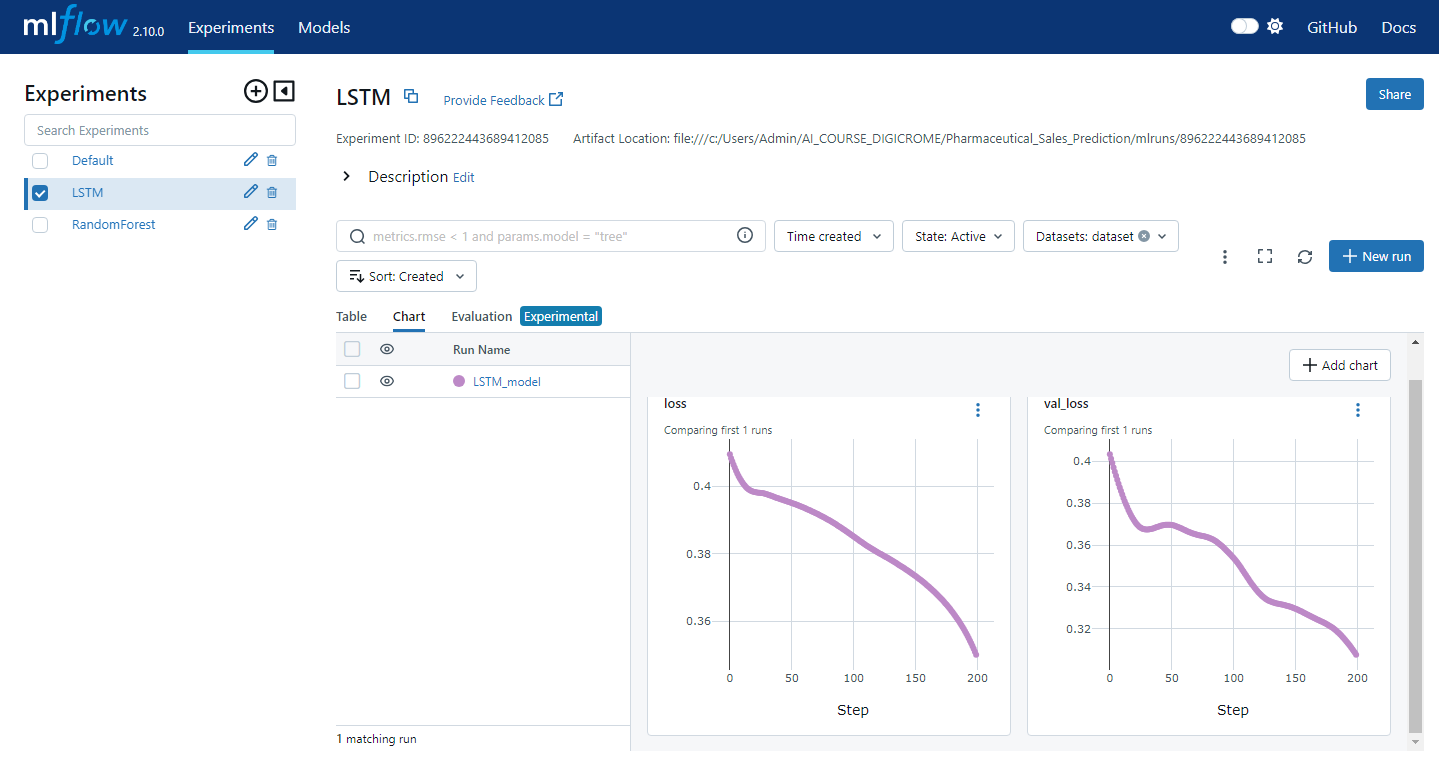 mlflow 2.10.0 Experiments Models GitHub Docs
Experiments
Search Experiments
Default
LSTM
RandomForest
LSTM Provide Feedback Share
Experiment ID: 896222443689412085 Artifact Location: file:///c:/Users/Admin/AI_COURSE_DIGICROME/Pharmaceutical_Sales_Prediction/mlruns/896222443689412085
Description Edit
metrics.rmse < 1 and params.model = "tree" Time created State: Active Datasets: dataset
New run
Sort: Created
Table Chart Evaluation Experimental
Run Name
LSTM_model
1 matching run
Add chart
loss
Comparing first 1 runs
0.4
0.38
0.36
0 50 100 150 200
Step
val_loss
Comparing first 1 runs
0.4
0.38
0.36
0.34
0.32
0 50 100 150 200
Step